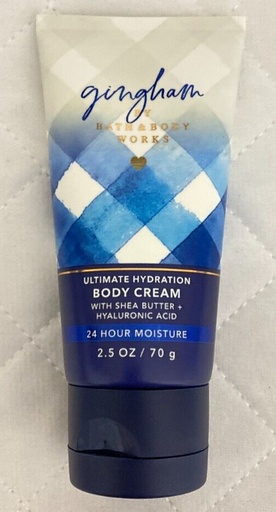 gingham
BY
BATH & BODY
WORKS
ULTIMATE HYDRATION
BODY CREAM
WITH SHEA BUTTER +
HYALURONIC ACID
24 HOUR MOISTURE
2.5 OZ / 70 g